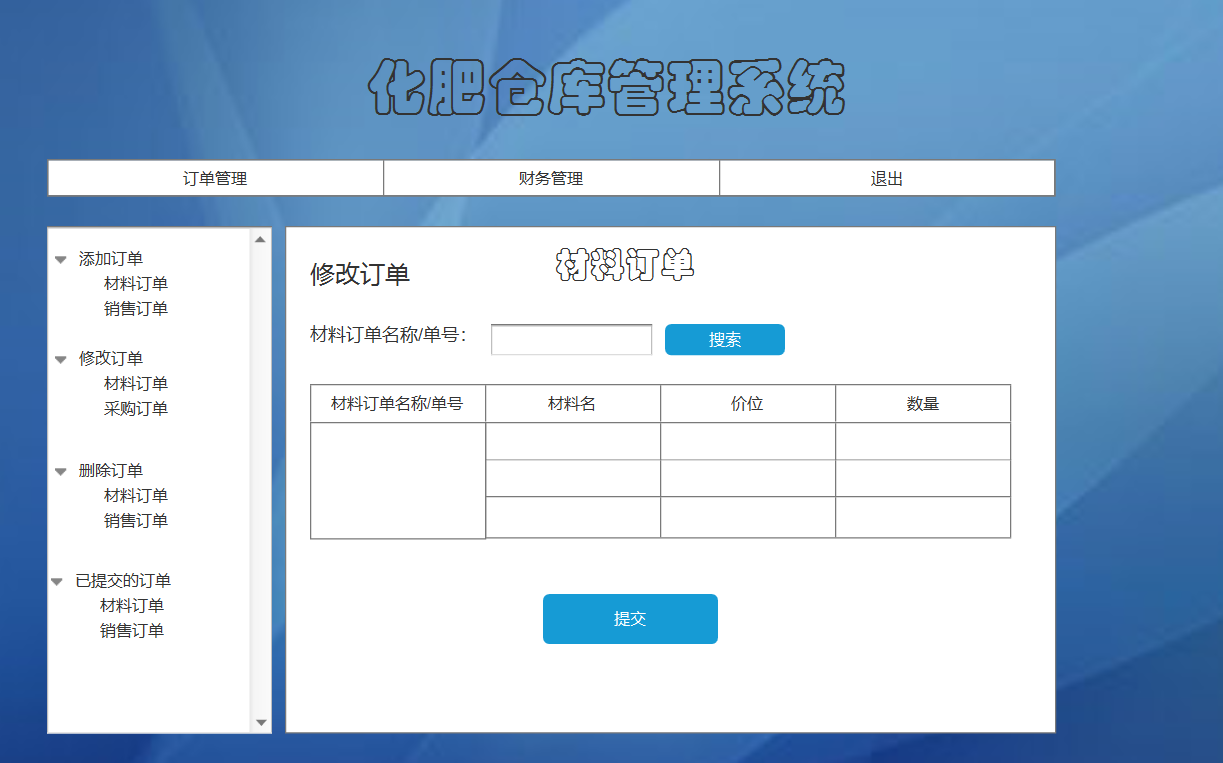 化肥仓库管理系统
订单管理 财务管理 退出
添加订单
材料订单
销售订单
修改订单
材料订单
采购订单
删除订单
材料订单
销售订单
已提交的订单
材料订单
销售订单
修改订单
材料订单
材料订单名称/单号：
搜索
材料订单名称/单号 材料名 价位 数量
提交